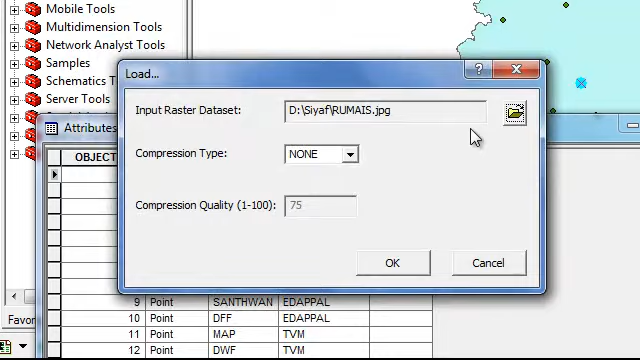 Mobile Tools
Multidimension Tools
Network Analyst Tools
Samples
Schematics T
Server Tools
Load...
Input Raster Dataset:
D:\Siyaf\RUMAIS.jpg
Compression Type:
NONE
Compression Quality (1-100):
75
OK
Cancel
Attributes
OBJECT
9 Point SANTHWAN EDAPPAL
10 Point DFF EDAPPAL
11 Point MAP TVM
12 Point DWF TVM
Favor